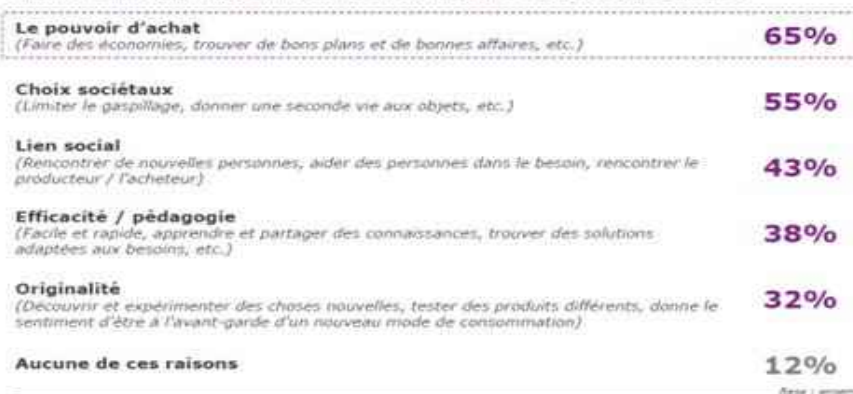 Le pouvoir d'achat
65%
(Faire des économies, trouver de bons plans et de bonnes affaires, etc.)
Choix sociétaux
55%
(Limiter le gaspillage, donner une seconde vie aux objets, etc.)
Lien social
(Rencontrer de nouvelles personnes, aider des personnes dans le besoin, rencontrer le
43%
producteur / l'acheteur)
Efficacité / pédagogie
(Facile et rapide, apprendre et partager des connaissances, trouver des solutions
38%
adaptées aux besoins, etc.)
Originalité
(Découvrir et expérimenter des choses nouvelles, tester des produits différents, donne le
32%
sentiment d'être à l'avant-garde d'un nouveau mode de consommation)
Aucune de ces raisons
12%